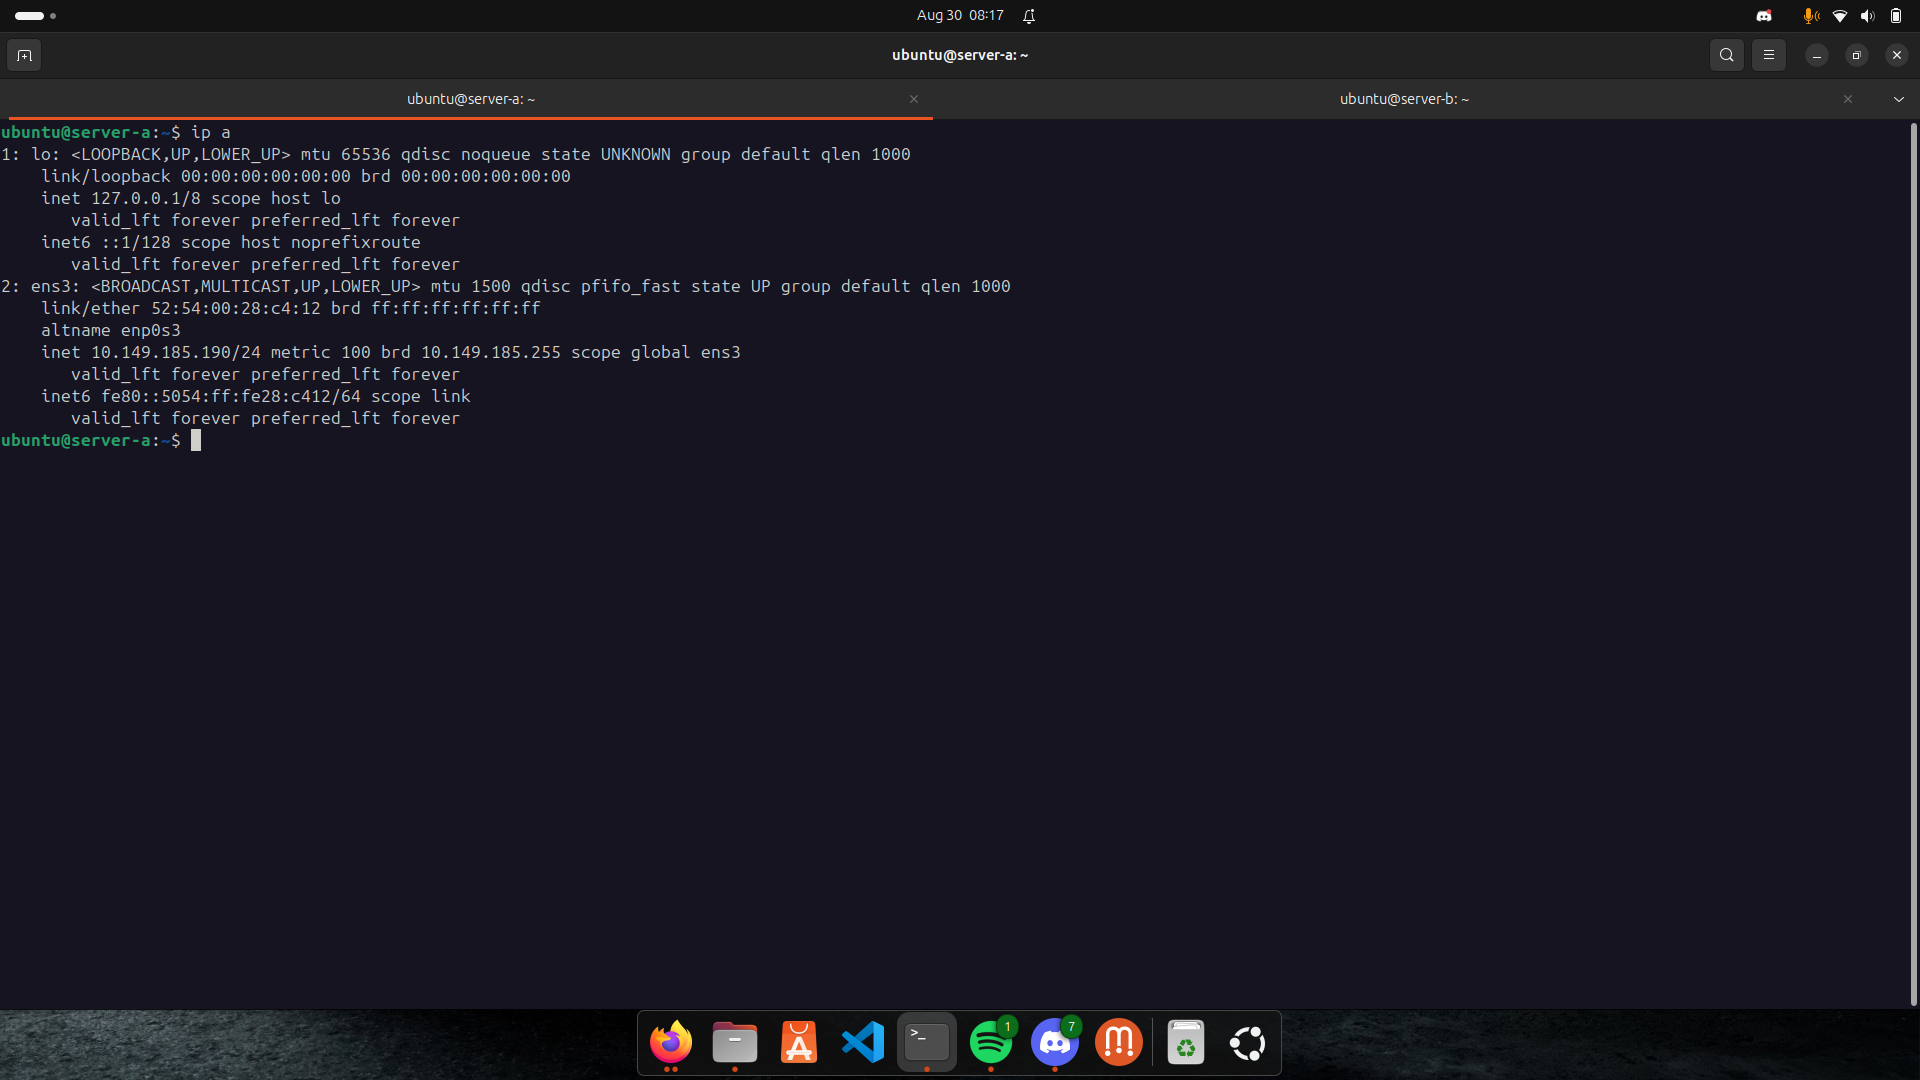 Aug 30 08:17
ubuntu@server-a: ~
ubuntu@server-a: ~
ubuntu@server-b: ~
ubuntu@server-a:~$ ip a
1: lo: <LOOPBACK,UP,LOWER_UP> mtu 65536 qdisc noqueue state UNKNOWN group default qlen 1000
    link/loopback 00:00:00:00:00:00 brd 00:00:00:00:00:00
    inet 127.0.0.1/8 scope host lo
       valid_lft forever preferred_lft forever
    inet6 ::1/128 scope host noprefixroute
       valid_lft forever preferred_lft forever
2: ens3: <BROADCAST,MULTICAST,UP,LOWER_UP> mtu 1500 qdisc pfifo_fast state UP group default qlen 1000
    link/ether 52:54:00:28:c4:12 brd ff:ff:ff:ff:ff:ff
    altname enp0s3
    inet 10.149.185.190/24 metric 100 brd 10.149.185.255 scope global ens3
       valid_lft forever preferred_lft forever
    inet6 fe80::5054:ff:fe28:c412/64 scope link
       valid_lft forever preferred_lft forever
ubuntu@server-a:~$
>_
1
7